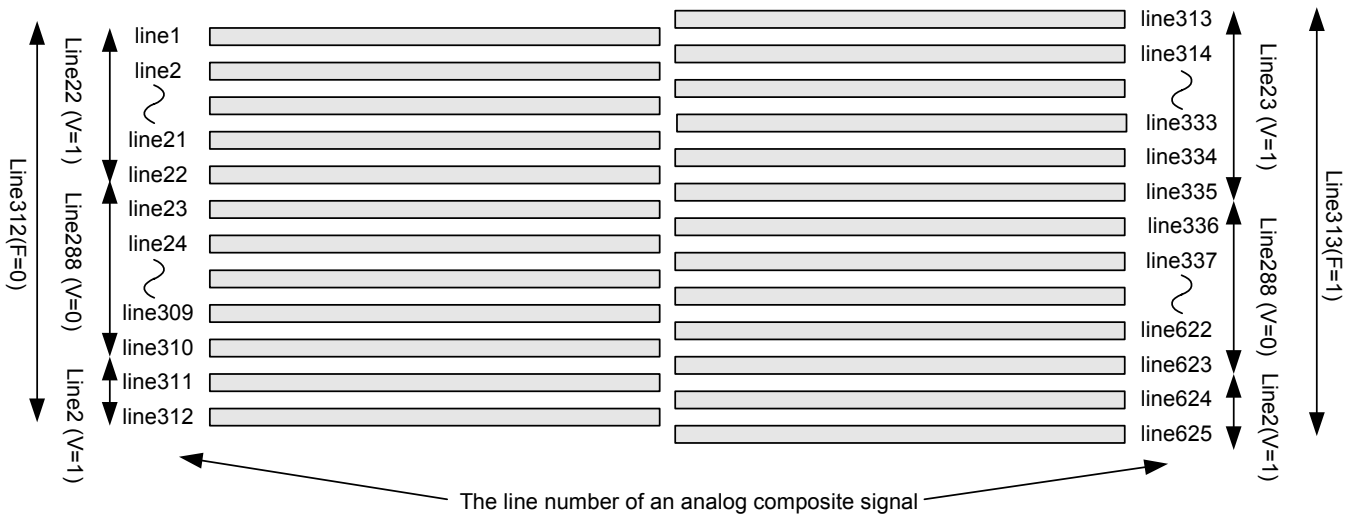 Line312(F=0)
Line22 (V=1)
Line288 (V=0)
Line2 (V=1)
line1
line2
line21
line22
line23
line24
line309
line310
line311
line312
line313
line314
line333
line334
line335
line336
line337
line622
line623
line624
line625
Line23 (V=1)
Line288 (V=0)
Line2(V=1)
Line313(F=1)
The line number of an analog composite signal